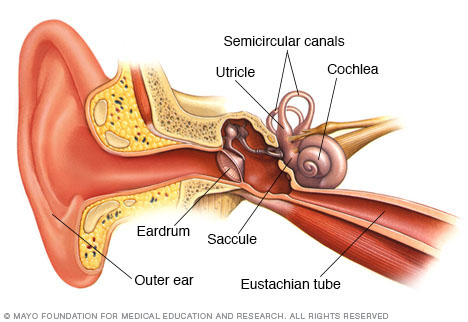 Semicircular canals
Utricle
Cochlea
Eardrum
Saccule
Outer ear
Eustachian tube
© MAYO FOUNDATION FOR MEDICAL EDUCATION AND RESEARCH. ALL RIGHTS RESERVED